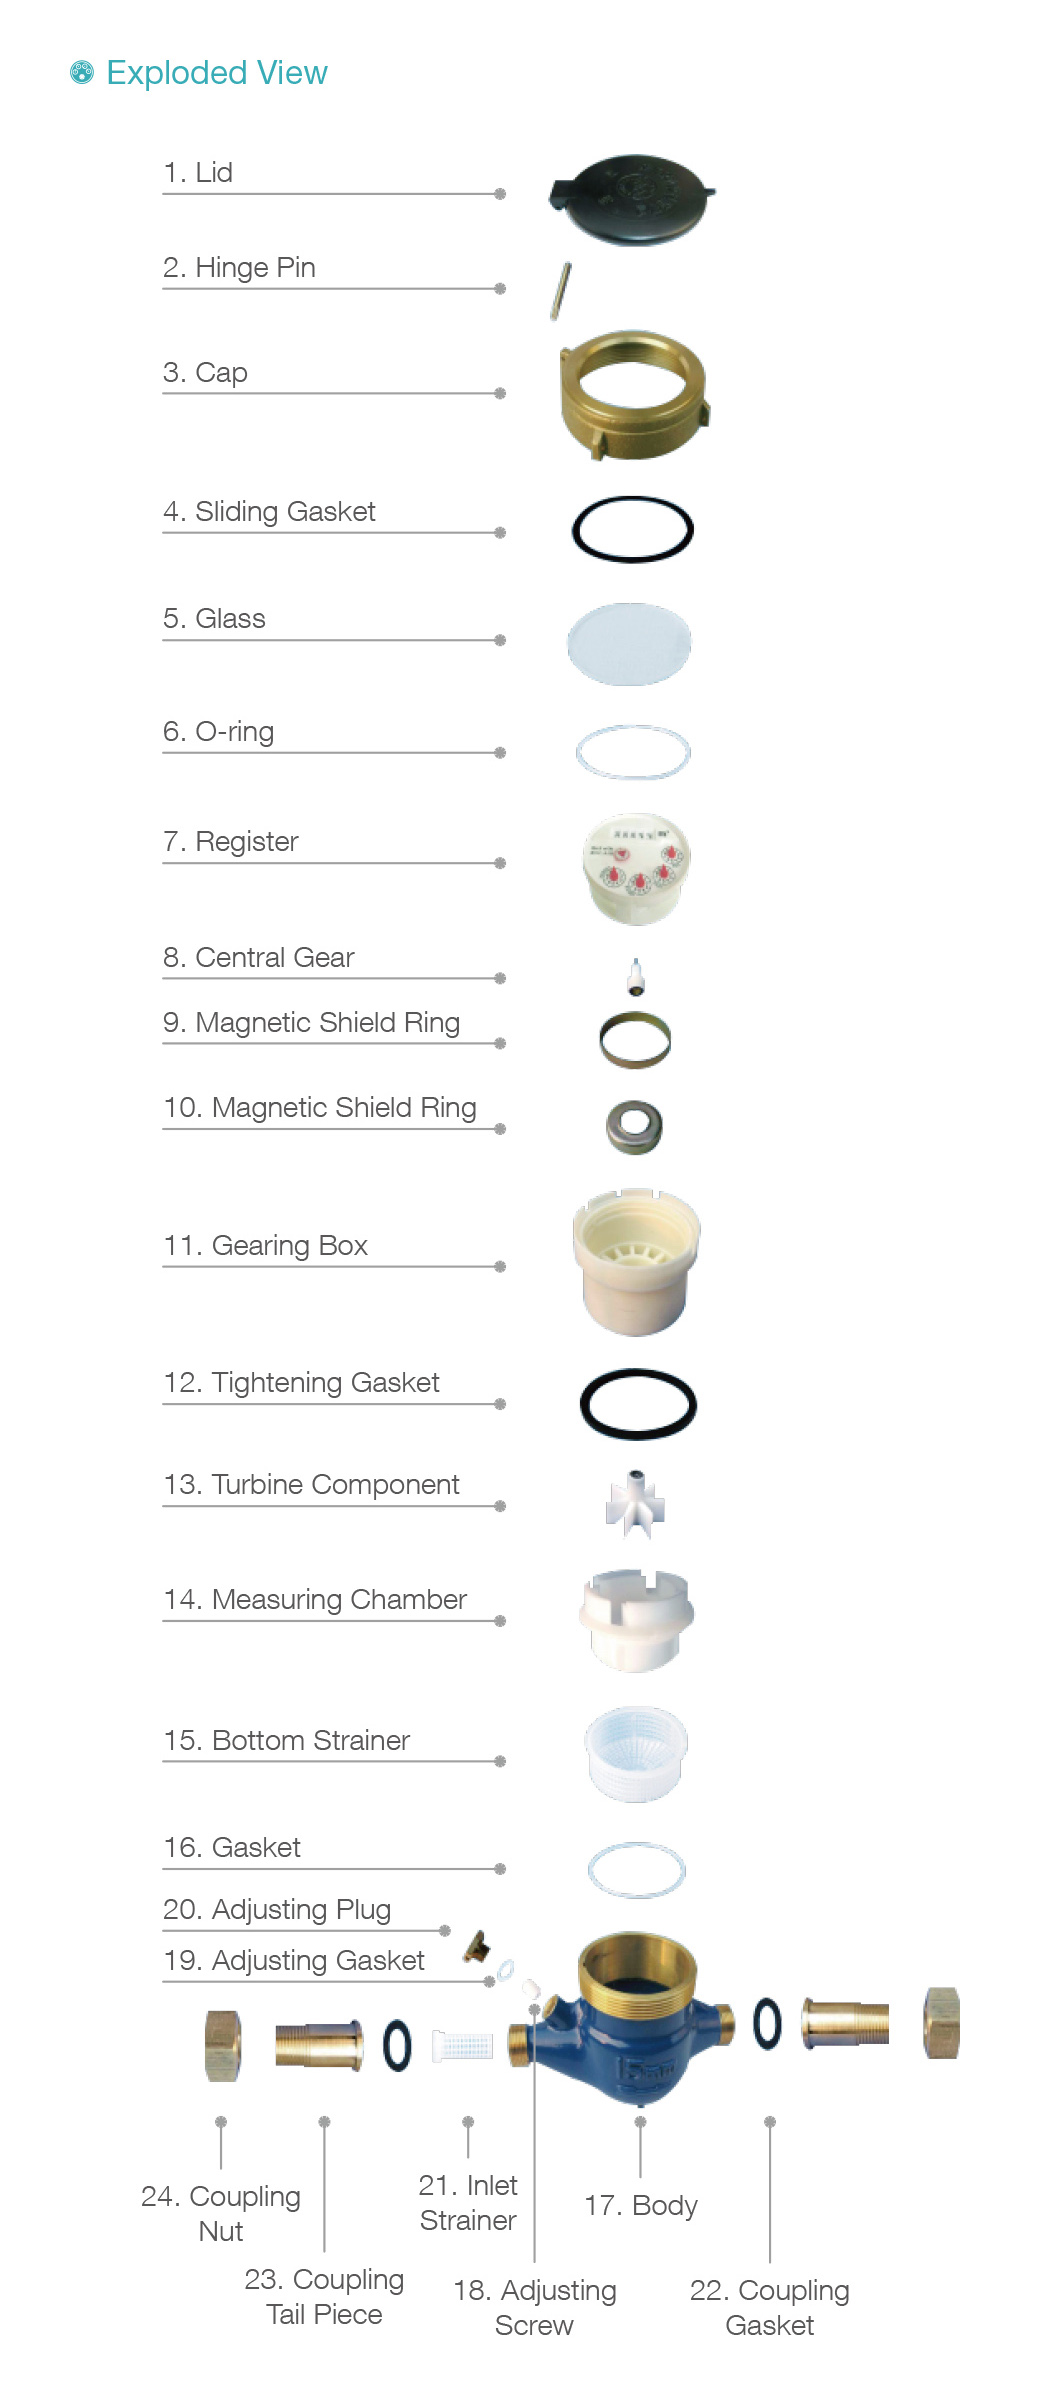 Exploded View
1. Lid
2. Hinge Pin
3. Cap
4. Sliding Gasket
5. Glass
6. O-ring
7. Register
8. Central Gear
9. Magnetic Shield Ring
10. Magnetic Shield Ring
11. Gearing Box
12. Tightening Gasket
13. Turbine Component
14. Measuring Chamber
15. Bottom Strainer
16. Gasket
20. Adjusting Plug
19. Adjusting Gasket
24. Coupling
Nut
23. Coupling
Tail Piece
21. Inlet
Strainer
18. Adjusting
Screw
17. Body
22. Coupling
Gasket